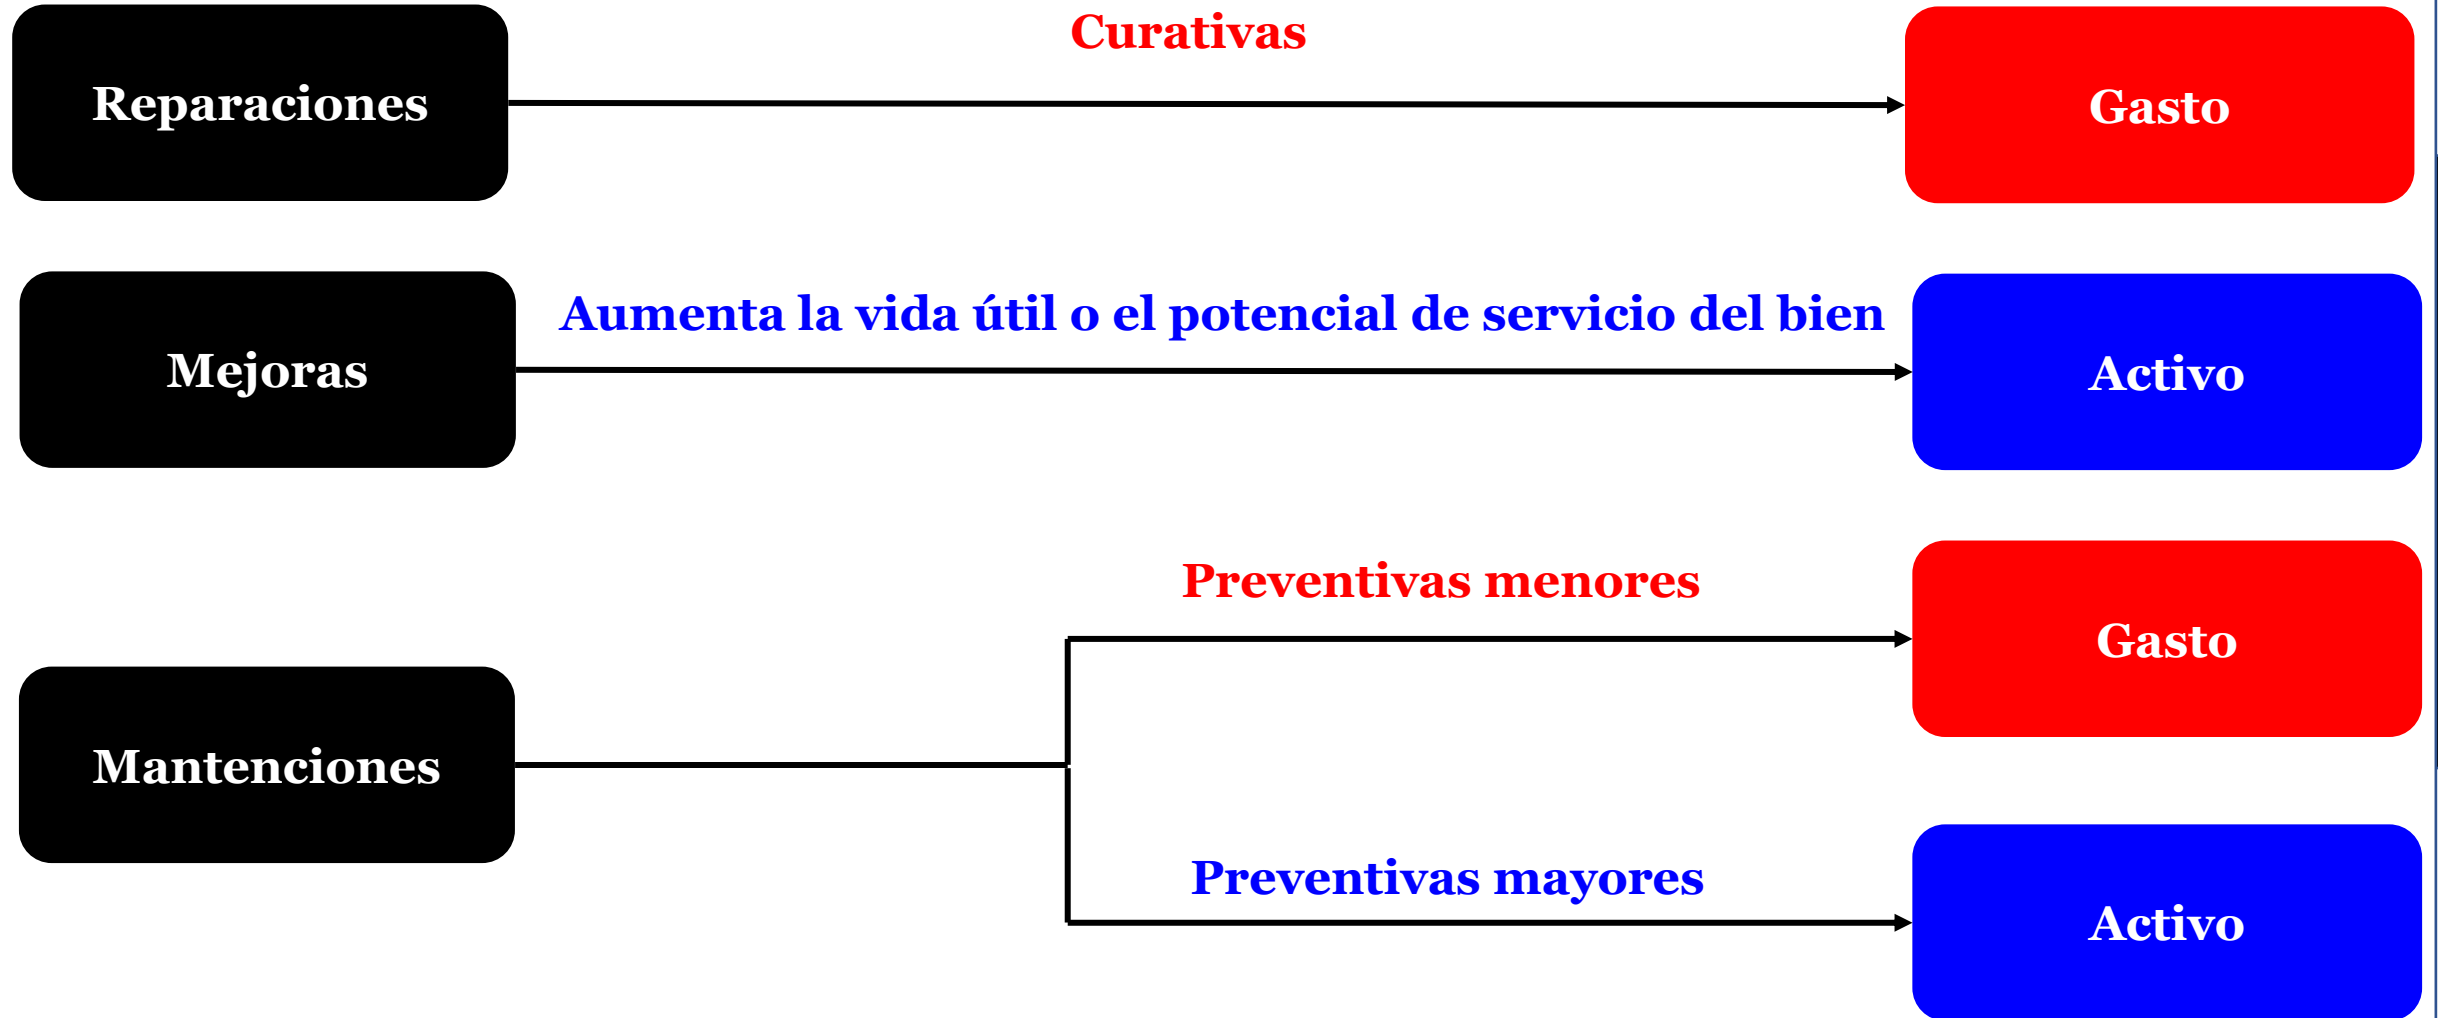 Curativas
Reparaciones
Gasto
Aumenta la vida útil o el potencial de servicio del bien
Mejoras
Activo
Preventivas menores
Gasto
Mantenciones
Preventivas mayores
Activo